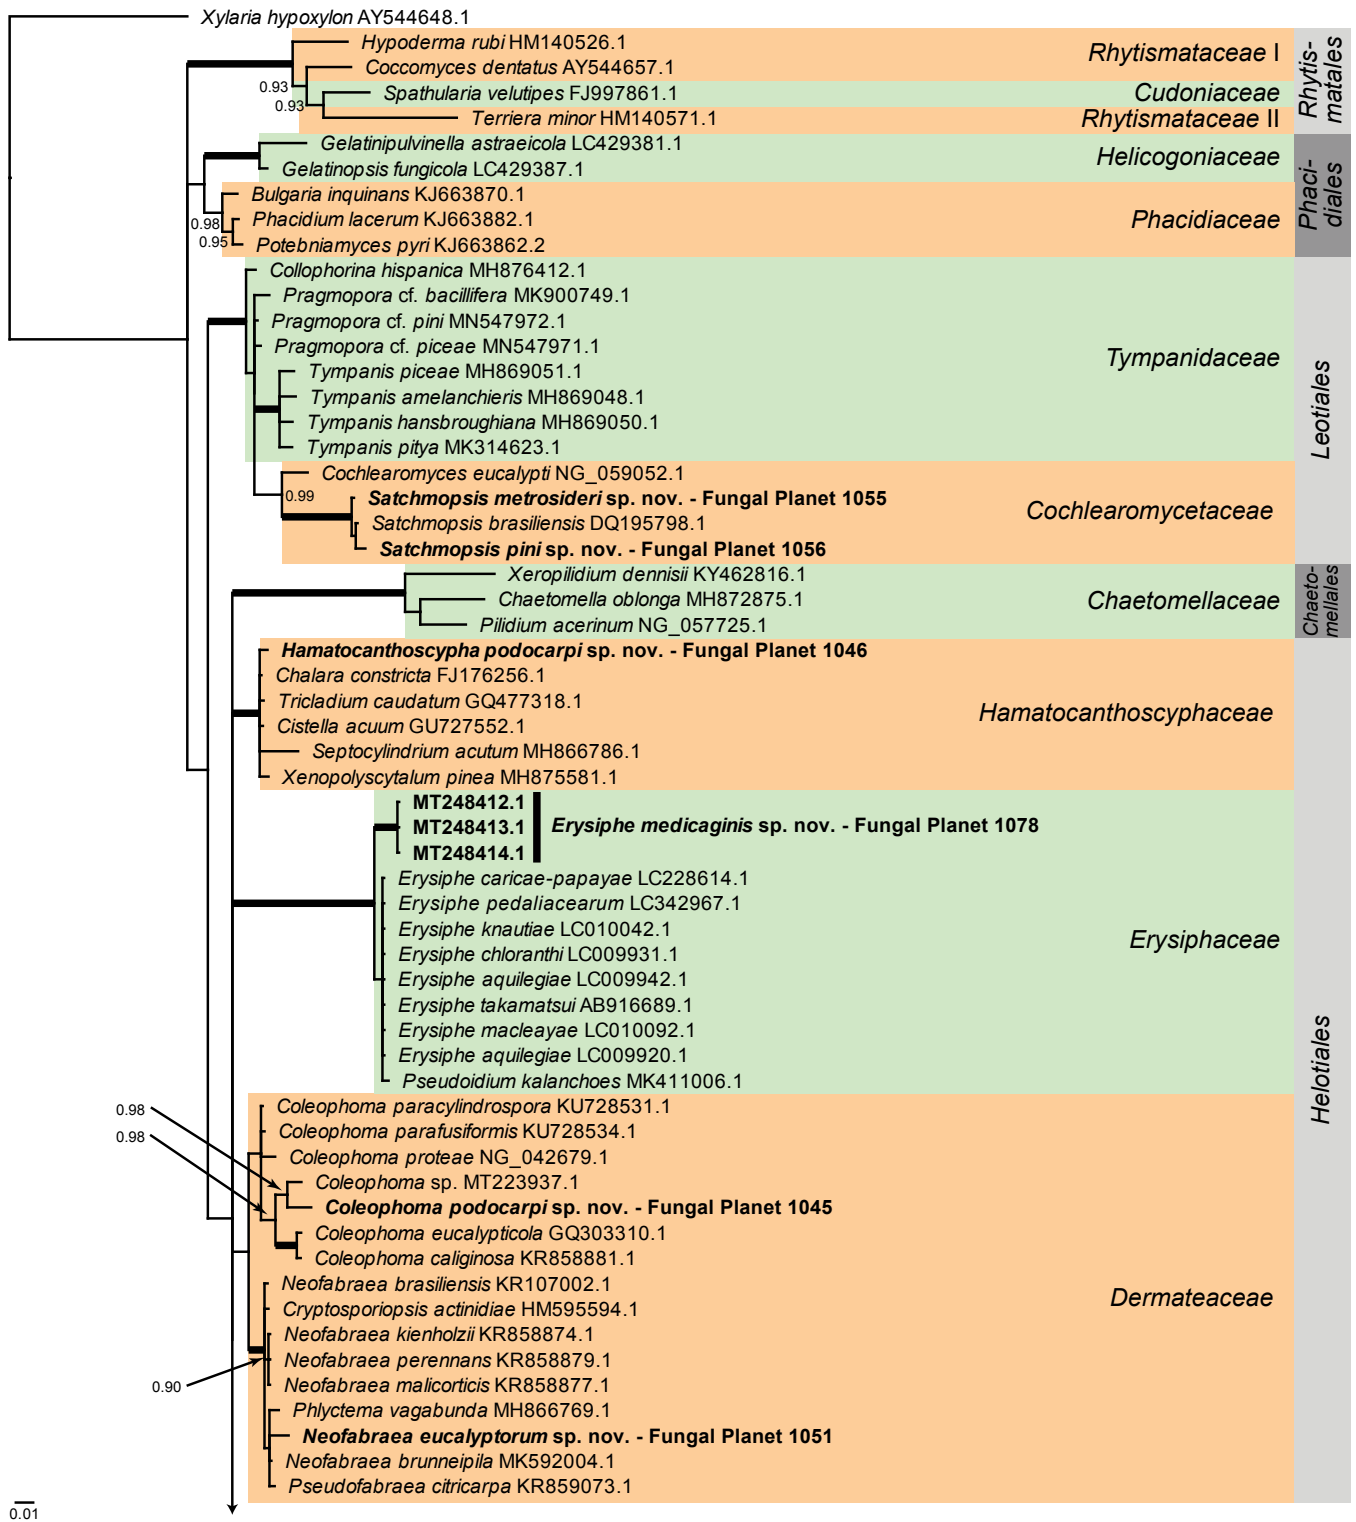 Xylaria hypoxylon AY544648.1
Hypoderma rubi HM140526.1
Coccomyces dentatus AY544657.1
Rhytismataceae I
0.93
Spathularia velutipes FJ997861.1
Cudoniaceae
0.93
Terriera minor HM140571.1
Rhytismataceae II
Rhytis-
matales
Gelatinipulvinella astraeicola LC429381.1
Gelatinopsis fungicola LC429387.1
Helicogoniaceae
Bulgaria inquinans KJ663870.1
0.98
Phacidium lacerum KJ663882.1
Phacidiaceae
0.95
Potebniamyces pyri KJ663862.2
Phaci-
diales
Collophorina hispanica MH876412.1
Pragmopora cf. bacillifera MK900749.1
Pragmopora cf. pini MN547972.1
Pragmopora cf. piceae MN547971.1
Tympanidaceae
Tympanis piceae MH869051.1
Tympanis amelanchieris MH869048.1
Tympanis hansbroughiana MH869050.1
Tympanis pitya MK314623.1
Leotiales
Cochlearomyces eucalypti NG_059052.1
0.99
Satchmopsis metrosideri sp. nov. - Fungal Planet 1055
Cochlearomycetaceae
Satchmopsis brasiliensis DQ195798.1
Satchmopsis pini sp. nov. - Fungal Planet 1056
Xeropilidium dennisii KY462816.1
Chaetomella oblonga MH872875.1
Chaetomellaceae
Pilidium acerinum NG_057725.1
Chaeto-
mellales
Hamatocanthoscypha podocarpi sp. nov. - Fungal Planet 1046
Chalara constricta FJ176256.1
Tricladium caudatum GQ477318.1
Hamatocanthoscyphaceae
Cistella acuum GU727552.1
Septocylindrium acutum MH866786.1
Xenopolyscytalum pinea MH875581.1
MT248412.1
MT248413.1
Erysiphe medicaginis sp. nov. - Fungal Planet 1078
MT248414.1
Erysiphe caricae-papayae LC228614.1
Erysiphe pedaliacearum LC342967.1
Erysiphe knautiae LC010042.1
Erysiphaceae
Erysiphe chloranthi LC009931.1
Erysiphe aquilegiae LC009942.1
Erysiphe takamatsui AB916689.1
Erysiphe macleayae LC010092.1
Erysiphe aquilegiae LC009920.1
Pseudoidium kalanchoes MK411006.1
Helotiales
Coleophoma paracylindrospora KU728531.1
0.98
Coleophoma parafusiformis KU728534.1
0.98
Coleophoma proteae NG_042679.1
Coleophoma sp. MT223937.1
Coleophoma podocarpi sp. nov. - Fungal Planet 1045
Coleophoma eucalypticola GQ303310.1
Coleophoma caliginosa KR858881.1
Neofabraea brasiliensis KR107002.1
Dermateaceae
Cryptosporiopsis actinidiae HM595594.1
Neofabraea kienholzii KR858874.1
Neofabraea perennans KR858879.1
0.90
Neofabraea malicorticis KR858877.1
Phlyctema vagabunda MH866769.1
Neofabraea eucalyptorum sp. nov. - Fungal Planet 1051
Neofabraea brunneipila MK592004.1
Pseudofabraea citricarpa KR859073.1
0.01